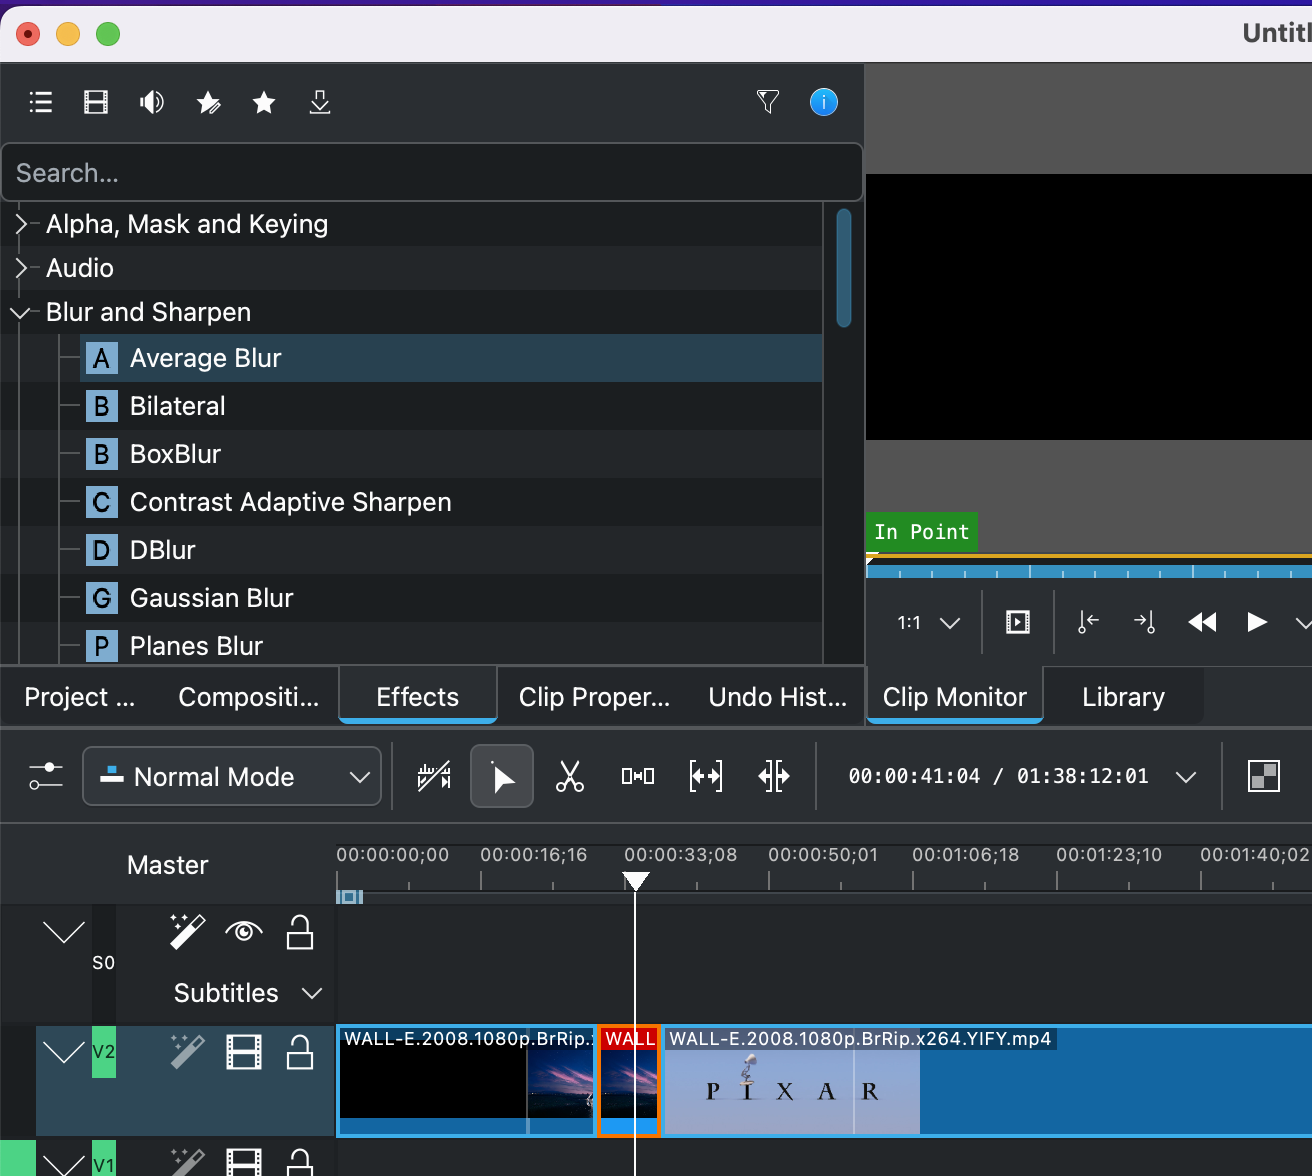 Untitl
Search...
Alpha, Mask and Keying
Audio
Blur and Sharpen
A Average Blur
B Bilateral
B BoxBlur
C Contrast Adaptive Sharpen
D DBlur
G Gaussian Blur
P Planes Blur
In Point
1:1
Project ... Compositi... Effects Clip Proper... Undo Hist... Clip Monitor Library
Normal Mode 00:00:41:04 / 01:38:12:01
Master 00:00:00;00 00:00:16;16 00:00:33;08 00:00:50;01 00:01:06;18 00:01:23;10 00:01:40;02
S0
Subtitles
V2 WALL-E.2008.1080p.BrRip. WALL WALL-E.2008.1080p.BrRip.x264.YIFY.mp4
PIXAR
V1